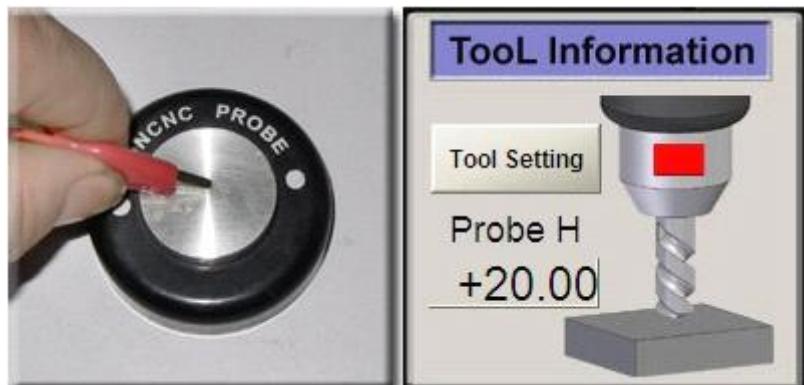 NCNC PROBE
TooL Information
Tool Setting
Probe H
+20.00